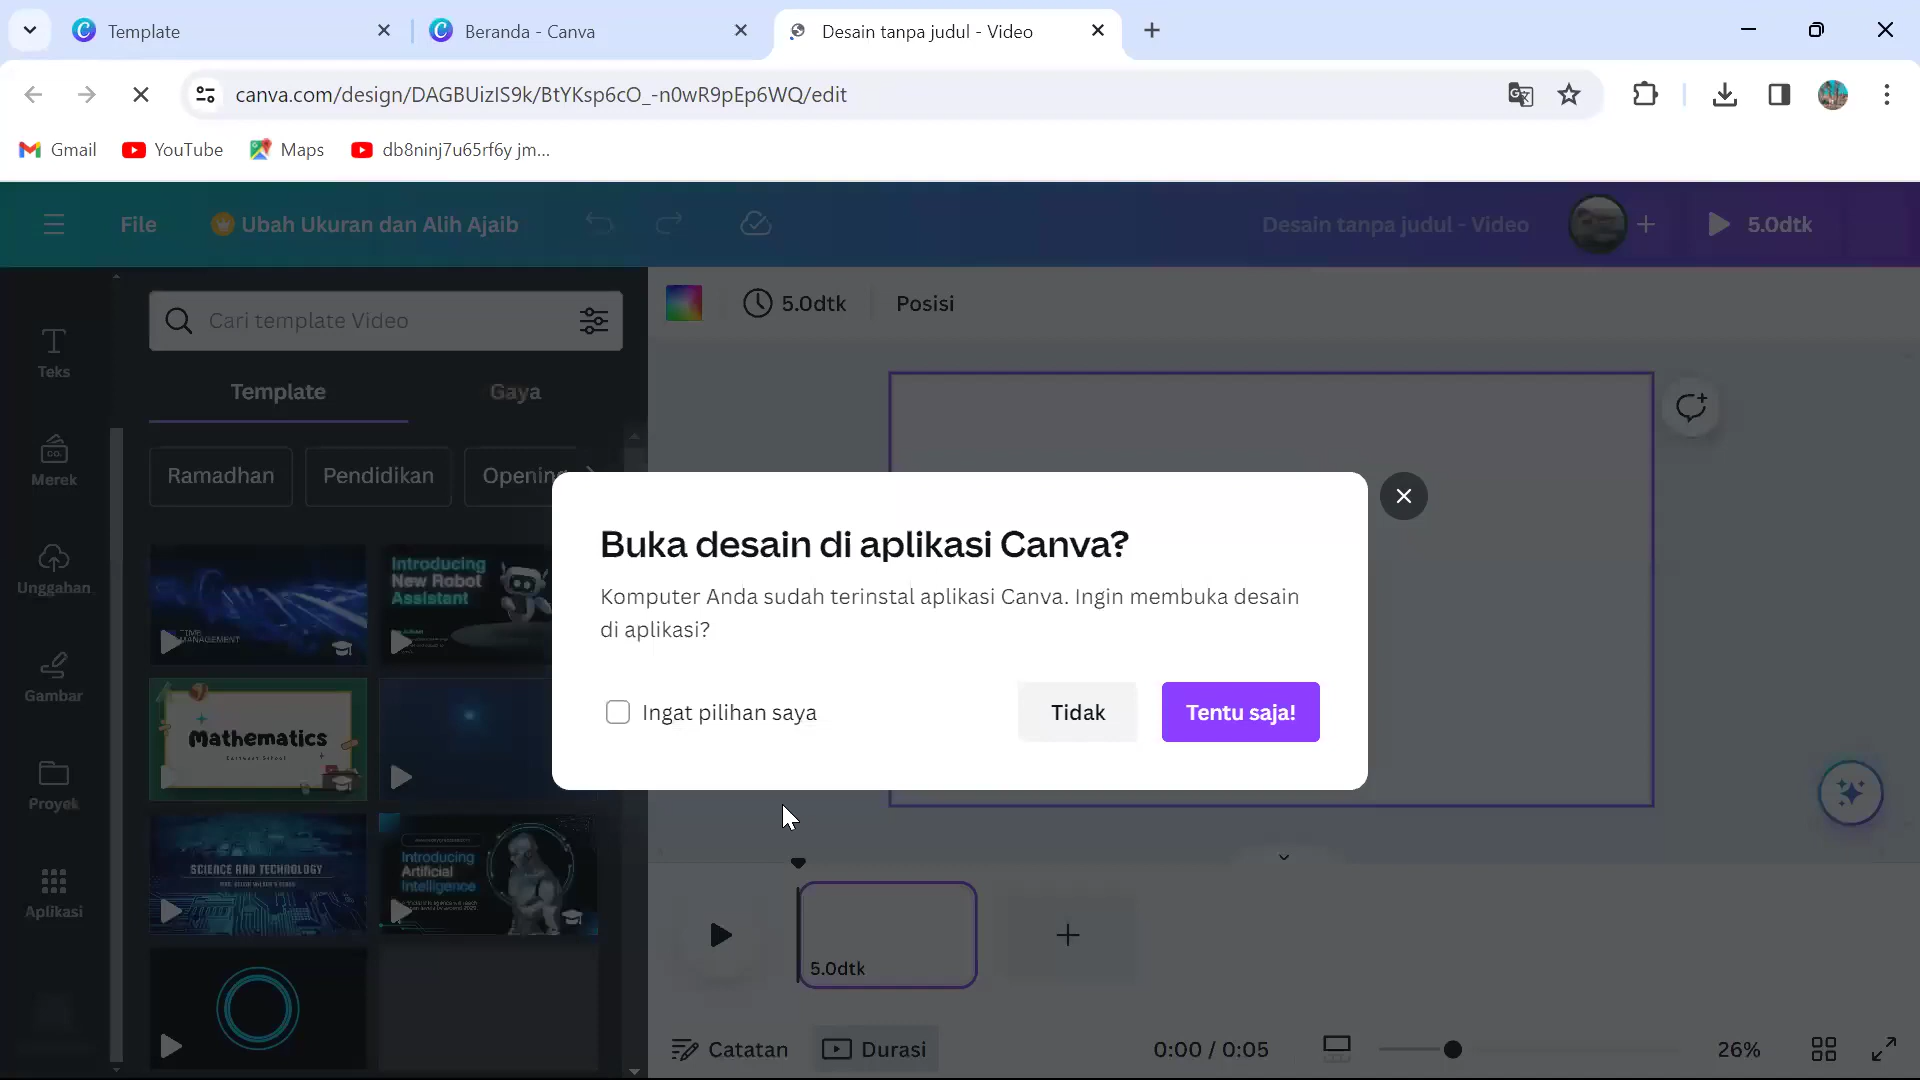 Template
Beranda - Canva
Desain tanpa judul - Video
canva.com/design/DAGBUizIS9k/BtYKsp6cO_-n0wR9pEp6WQ/edit
Gmail
YouTube
Maps
db8ninj7u65rf6y jm...
File
Ubah Ukuran dan Alih Ajaib
Desain tanpa judul - Video
5.0dtk
Cari template Video
5.0dtk
Posisi
Teks
Template
Gaya
Merek
Ramadhan
Pendidikan
Opening
Buka desain di aplikasi Canva?
Komputer Anda sudah terinstal aplikasi Canva. Ingin membuka desain
di aplikasi?
Ingat pilihan saya
Tidak
Tentu saja!
Unggahan
TIME
MANAGEMENT
Introducing
New Robot
Assistant
Gambar
Mathematics
Proyek
SCIENCE AND TECHNOLOGY
Introducing
Artificial
Intelligence
Aplikasi
5.0dtk
Catatan
Durasi
0:00 / 0:05
26%